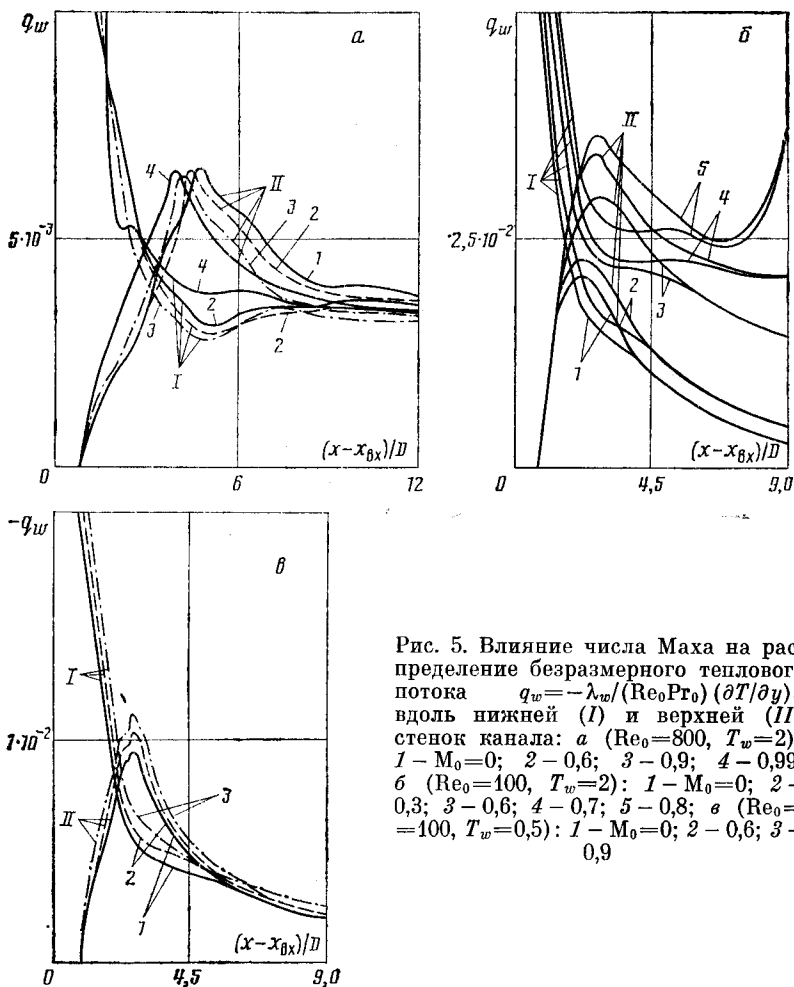 q_w
а
5·10⁻³
4
II
3
2
1
4
3
2
2
I
(x−x_вх)/D
0
6
12
q_w
б
II
I
5
4
2,5·10⁻²
3
2
1
(x−x_вх)/D
0
4,5
9,0
−q_w
в
I
1·10⁻²
3
II
2
1
(x−x_вх)/D
0
4,5
9,0
Рис. 5. Влияние числа Маха на рас
пределение безразмерного теплового
потока q_w=−λ_w/(Re₀Pr₀) (∂T/∂y)
вдоль нижней (I) и верхней (II
стенок канала: а (Re₀=800, T_w=2)
1 − M₀=0; 2 − 0,6; 3 − 0,9; 4 − 0,99
б (Re₀=100, T_w=2): 1 − M₀=0; 2 −
0,3; 3 − 0,6; 4 − 0,7; 5 − 0,8; в (Re₀=
=100, T_w=0,5): 1 − M₀=0; 2 − 0,6; 3 −
0,9